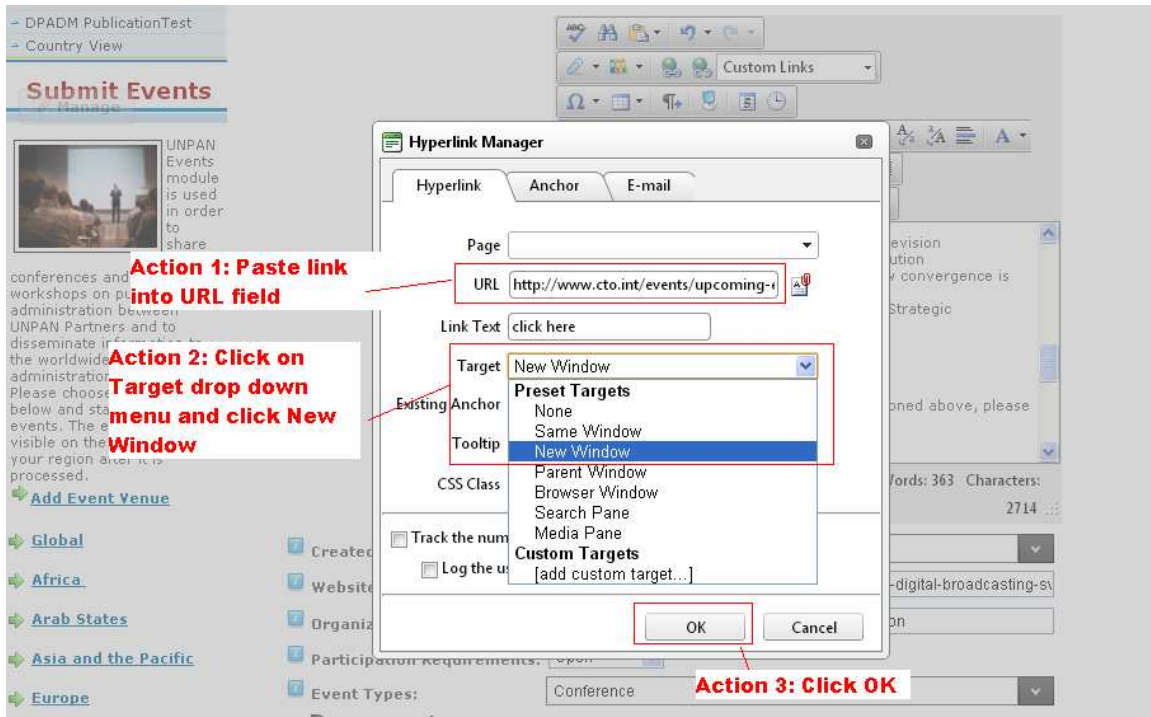 → DPADM PublicationTest
→ Country View
Submit Events
Manage
UNPAN
Events
module
is used
in order
to
share
conferences and
workshops on
administration between
UNPAN Partners and to
disseminate
the worldwide
administration
Please choose
below and
events. The
visible on the
your region after it is
processed.
Add Event Venue
Global
Africa
Arab States
Asia and the Pacific
Europe
ABC
Custom Links
Hyperlink Manager
Hyperlink Anchor E-mail
Page
URL http://www.cto.int/events/upcoming-
Link Text click here
Target New Window
Preset Targets
None
Same Window
New Window
Parent Window
Browser Window
Search Pane
Media Pane
Custom Targets
[add custom target...]
Existing Anchor
Tooltip
CSS Class
Track the num
Log the
OK Cancel
Action 1: Paste link
into URL field
Action 2: Click on
Target drop down
menu and click New
Window
Action 3: Click OK
convergence is
Strategic
above, please
Words: 363 Characters:
2714
Created
Website
-digital-broadcasting-
Organiz
on
Participation Requirements: Open
Event Types: Conference